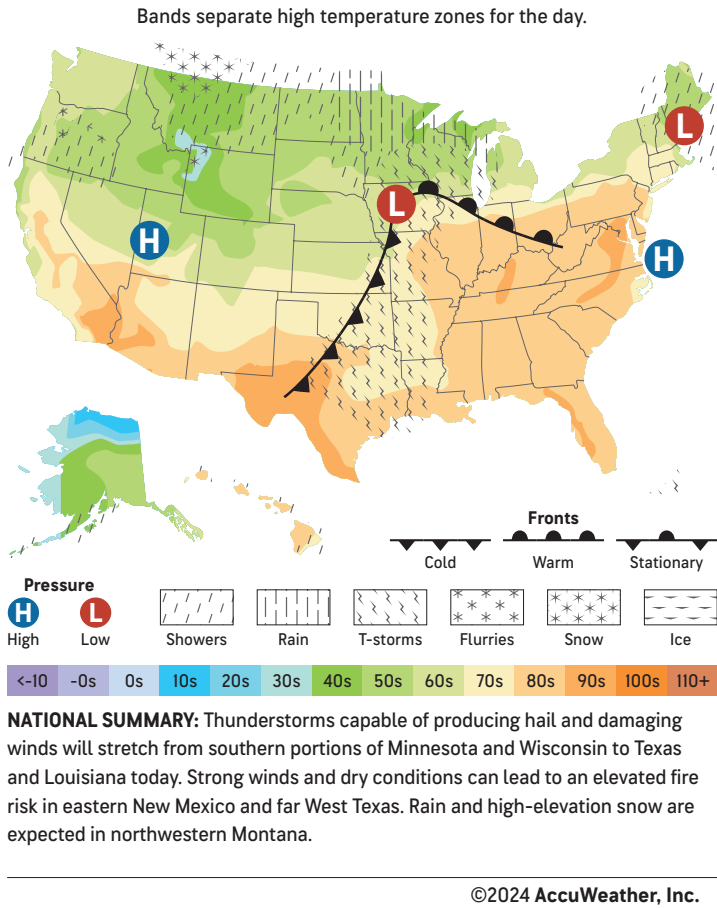 Bands separate high temperature zones for the day.
L
L
H
H
Fronts
Cold Warm Stationary
Pressure
H L
High Low Showers Rain T-storms Flurries Snow Ice
<-10 -0s 0s 10s 20s 30s 40s 50s 60s 70s 80s 90s 100s 110+
NATIONAL SUMMARY: Thunderstorms capable of producing hail and damaging
winds will stretch from southern portions of Minnesota and Wisconsin to Texas
and Louisiana today. Strong winds and dry conditions can lead to an elevated fire
risk in eastern New Mexico and far West Texas. Rain and high-elevation snow are
expected in northwestern Montana.
©2024 AccuWeather, Inc.